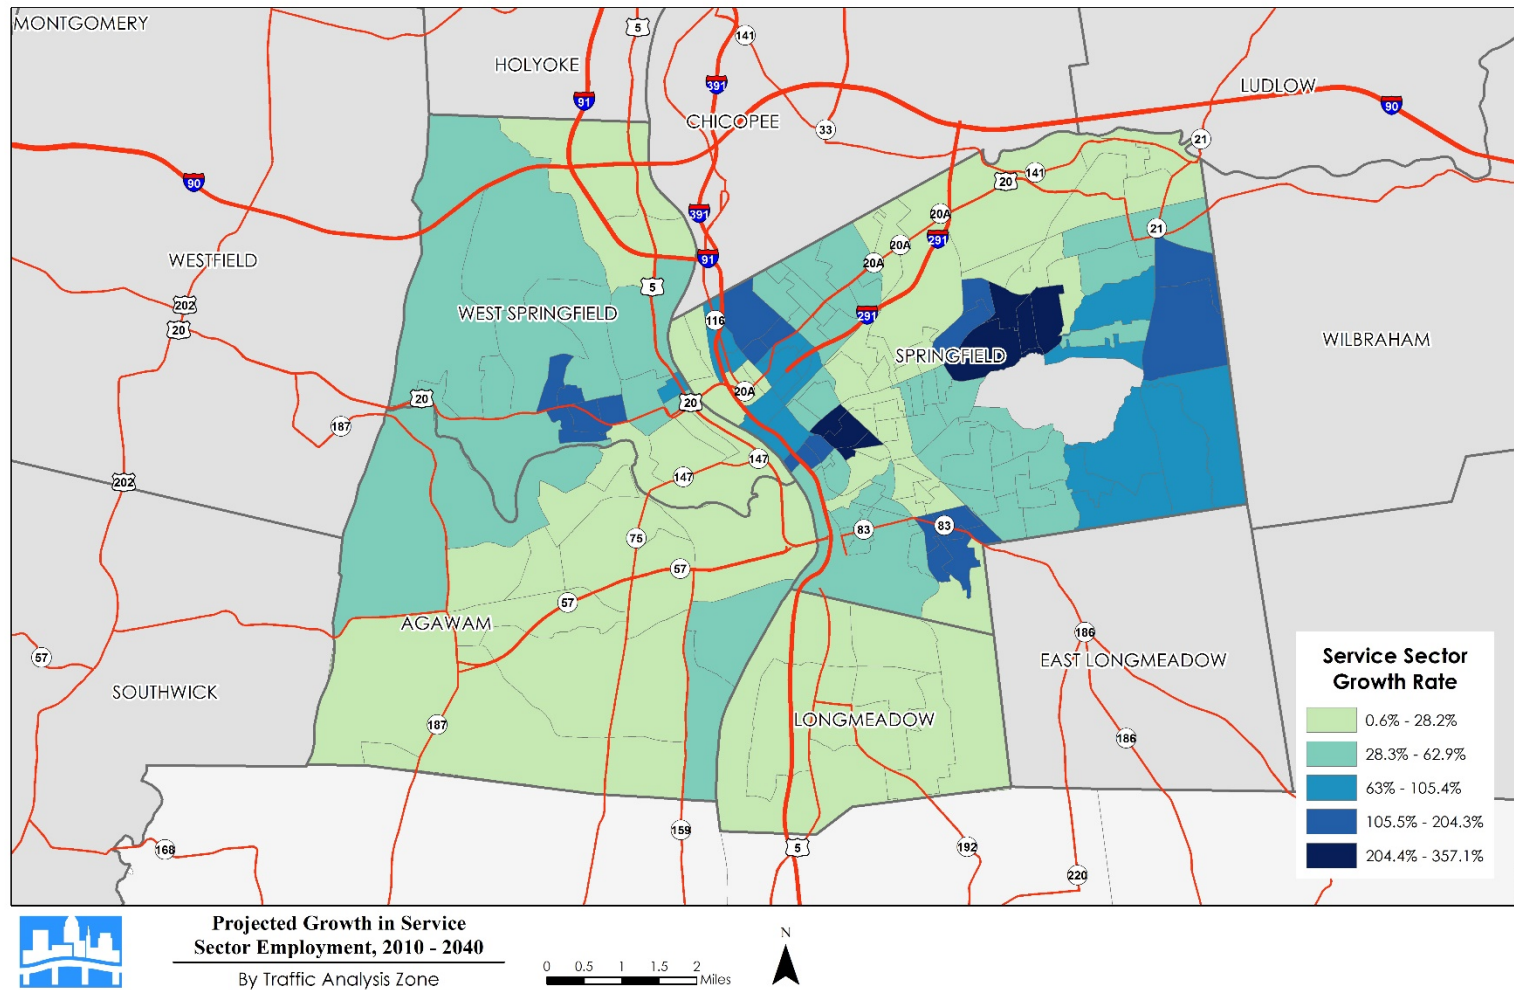 MONTGOMERY
5
141
HOLYOKE
391
91
LUDLOW
90
CHICOPEE
33
21
141
20
90
391
20A
21
291
20A
WESTFIELD
91
20A
5
202
WEST SPRINGFIELD
291
116
20
WILBRAHAM
SPRINGFIELD
20A
20
20
187
147
147
202
83
83
75
57
57
AGAWAM
186
57
EAST LONGMEADOW
SOUTHWICK
LONGMEADOW
187
186
159
168
5
192
220
Service Sector
Growth Rate
0.6% - 28.2%
28.3% - 62.9%
63% - 105.4%
105.5% - 204.3%
204.4% - 357.1%
Projected Growth in Service
Sector Employment, 2010 - 2040
By Traffic Analysis Zone
0 0.5 1 1.5 2
Miles
N